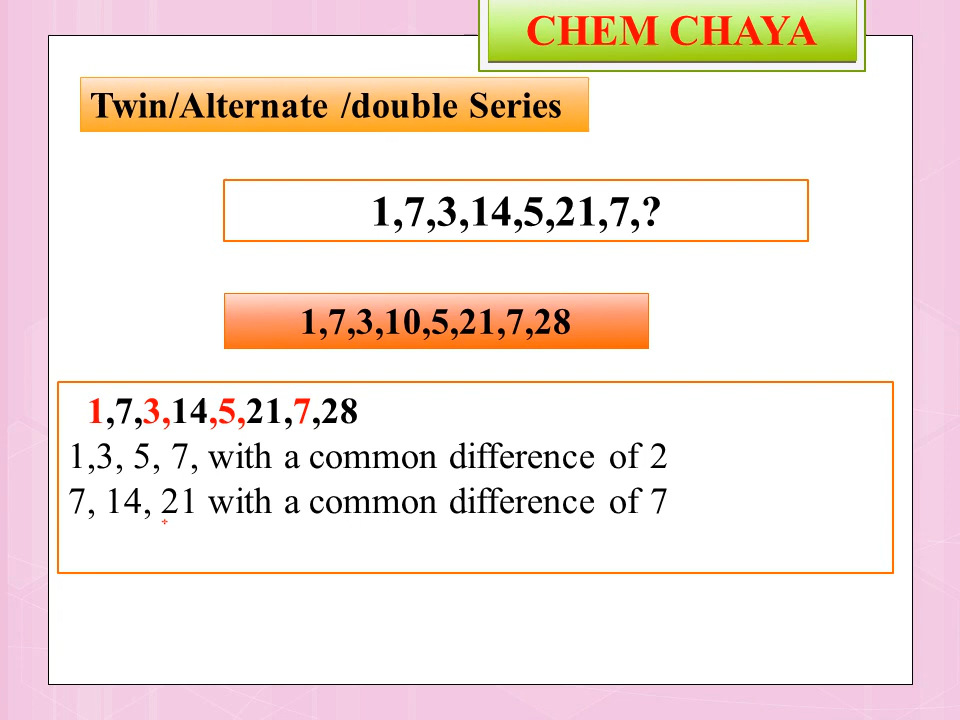 CHEM CHAYA
Twin/Alternate /double Series
1,7,3,14,5,21,7,?
1,7,3,10,5,21,7,28
1,7,3,14,5,21,7,28
1,3, 5, 7, with a common difference of 2
7, 14, 21 with a common difference of 7